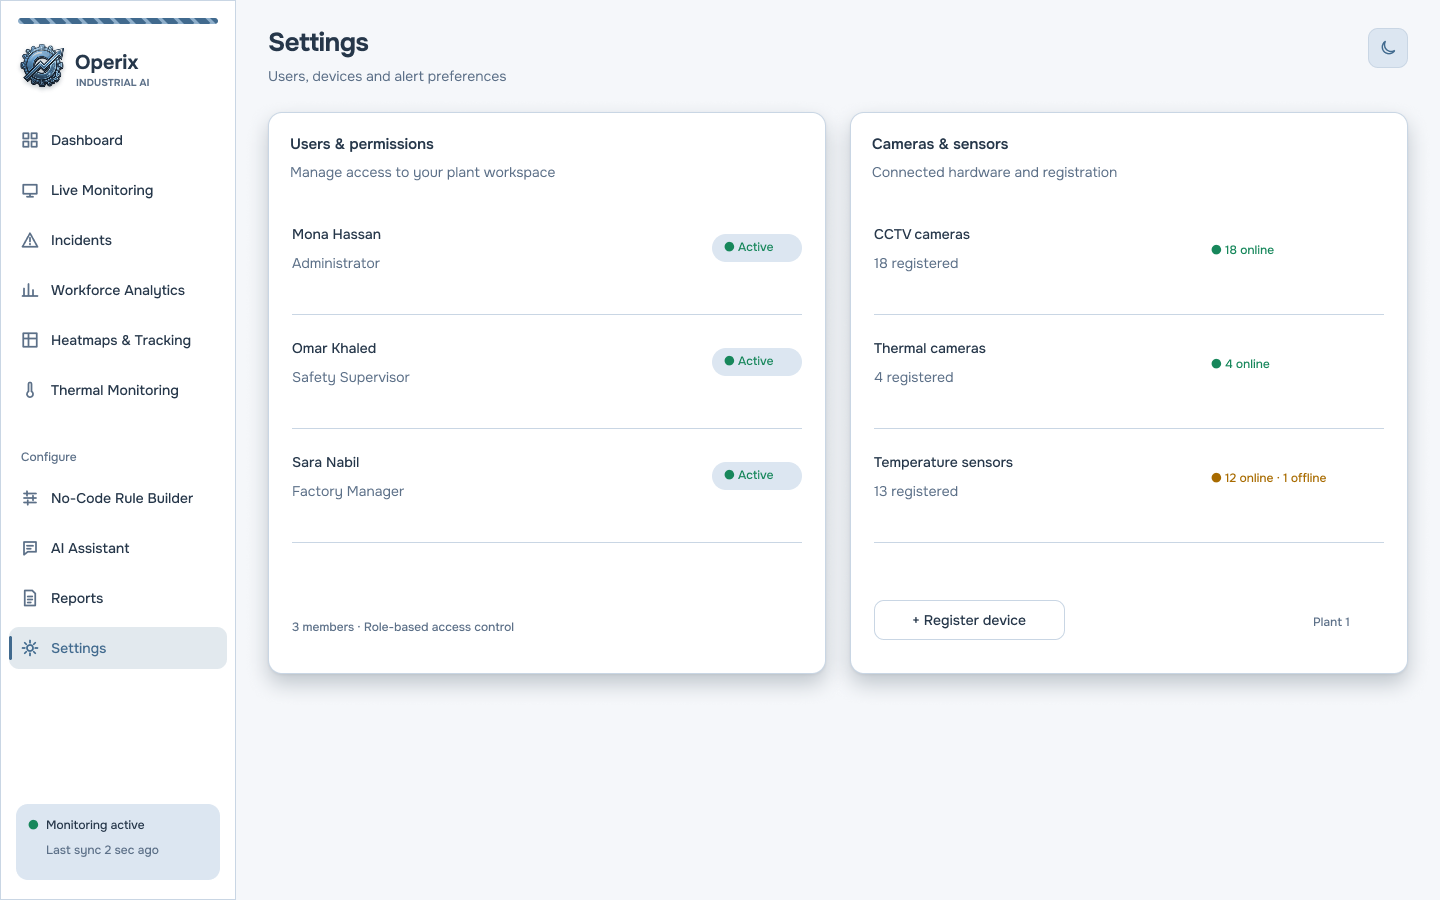 Operix
INDUSTRIAL AI
Dashboard
Live Monitoring
Incidents
Workforce Analytics
Heatmaps & Tracking
Thermal Monitoring
Configure
No-Code Rule Builder
AI Assistant
Reports
Settings
Monitoring active
Last sync 2 sec ago
Settings
Users, devices and alert preferences
Users & permissions
Manage access to your plant workspace
Mona Hassan
Administrator
Active
Omar Khaled
Safety Supervisor
Active
Sara Nabil
Factory Manager
Active
3 members · Role-based access control
Cameras & sensors
Connected hardware and registration
CCTV cameras
18 registered
18 online
Thermal cameras
4 registered
4 online
Temperature sensors
13 registered
12 online · 1 offline
+ Register device
Plant 1